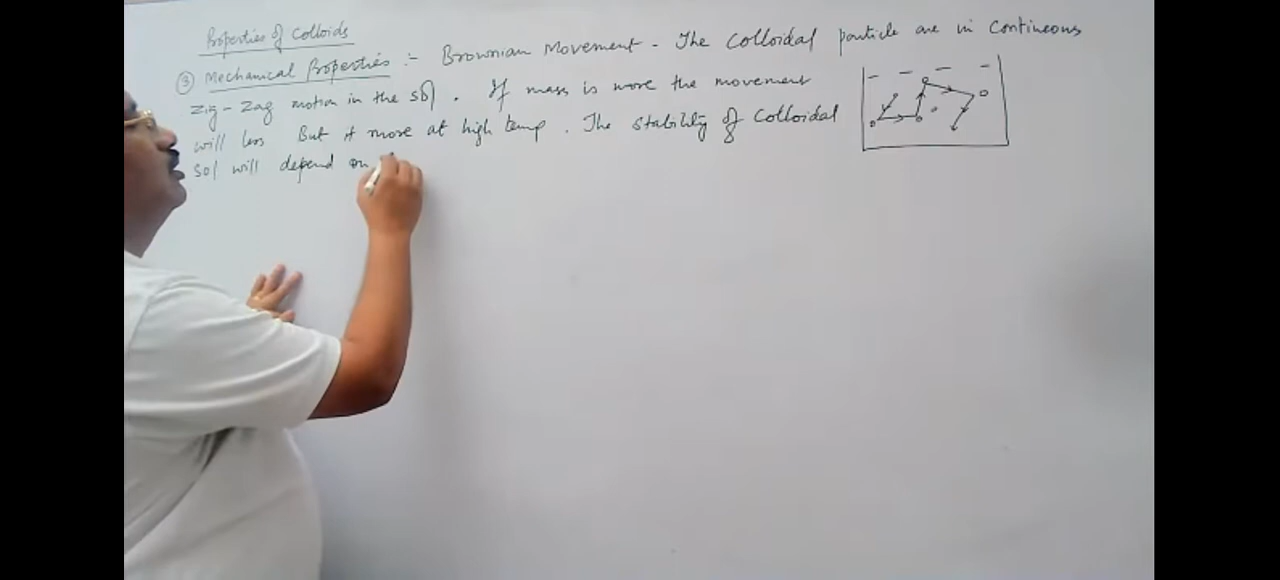 Properties of Colloids
③ Mechanical Properties :- Brownian Movement - The Colloidal particle are in Contineous
Zig-Zag motion in the sol . If mass is more the movement
will less But it more at high temp . The stability of Colloidal
sol will depend on